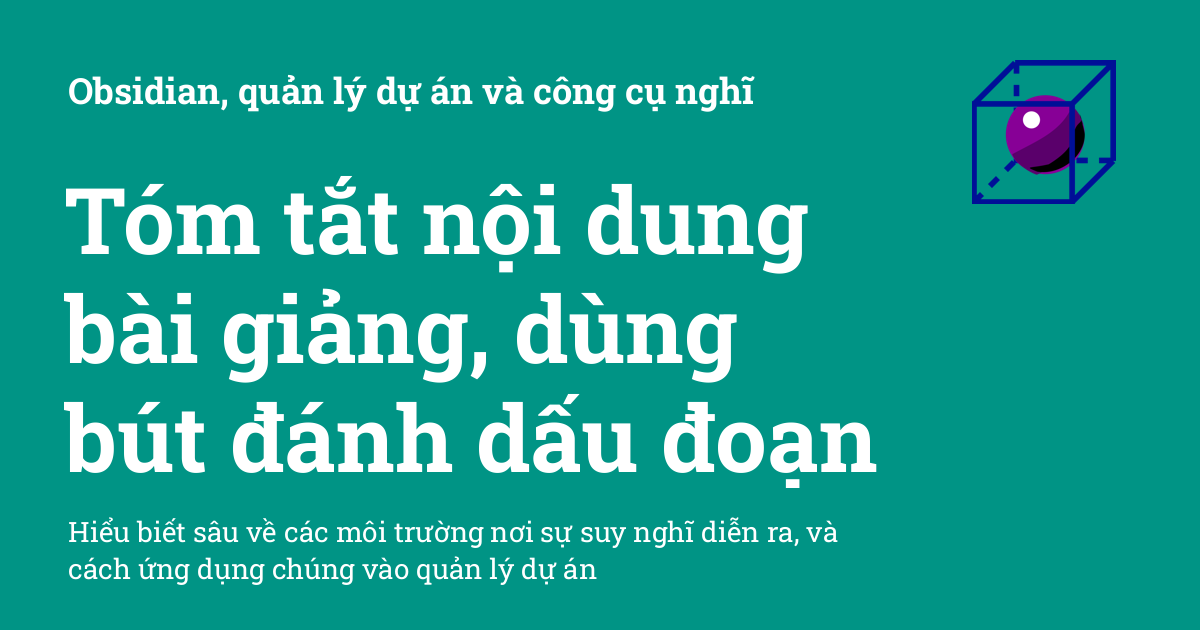 Obsidian, quản lý dự án và công cụ nghĩ
Tóm tắt nội dung
bài giảng, dùng
bút đánh dấu đoạn
Hiểu biết sâu về các môi trường nơi sự suy nghĩ diễn ra, và
cách ứng dụng chúng vào quản lý dự án